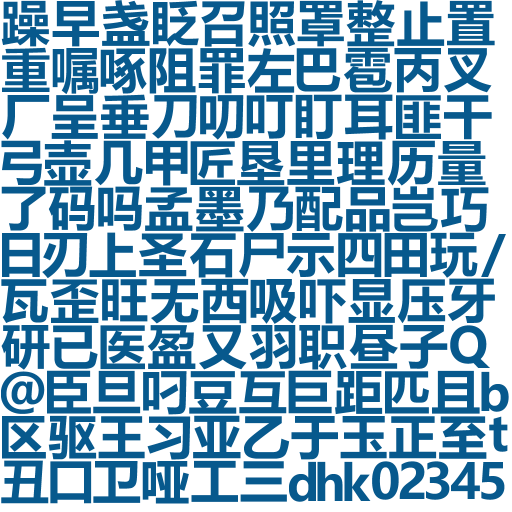 躁早盏眨召照罩整止置
重嘱啄阻罪左巴雹丙叉
厂呈垂刀叨叮盯耳匪干
弓壶几甲匠垦里理历量
了码吗孟墨乃配品岂巧
日刃上圣石尸示四田玩/
瓦歪旺无西吸吓显压牙
研已医盈又羽职昼子Q
@臣旦叼豆互巨距匹且b
区驱王习亚乙于玉正至t
丑口卫哑工三dhk02345